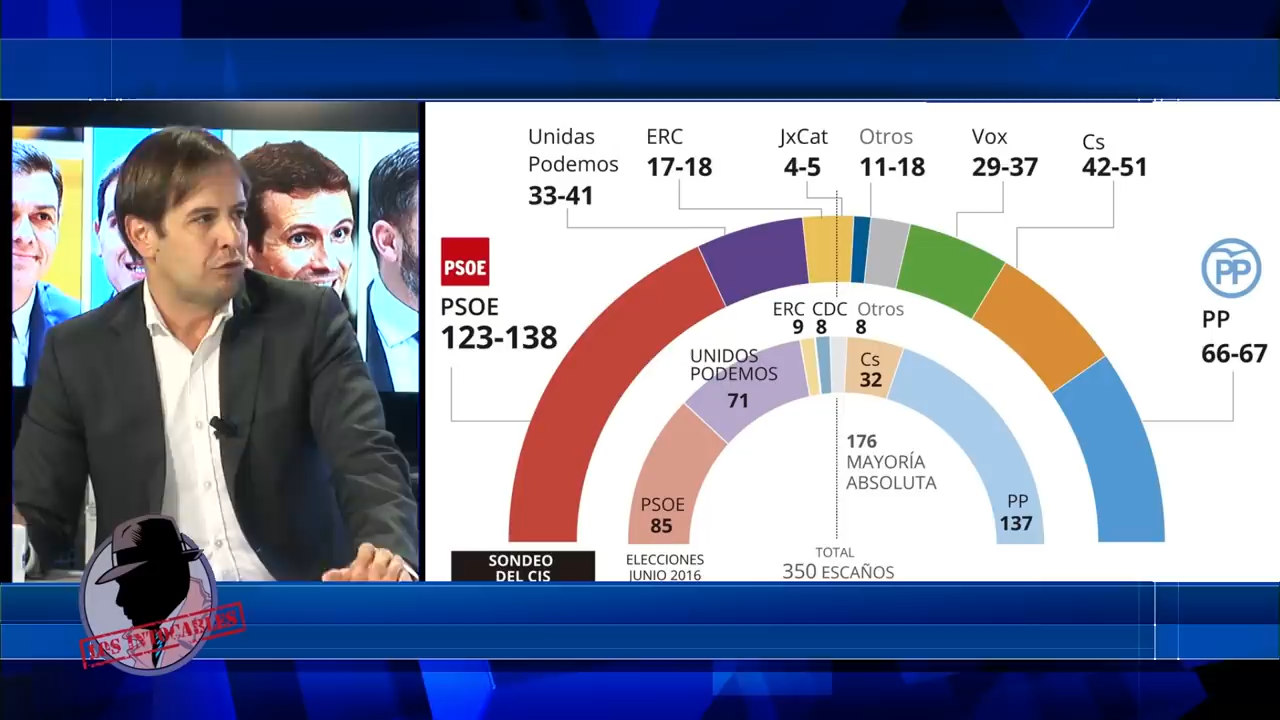 Unidas
Podemos
33-41
ERC
17-18
JxCat
4-5
Otros
11-18
Vox
29-37
Cs
42-51
PSOE
PSOE
123-138
PP
PP
66-67
ERC
9
CDC
8
Otros
8
UNIDOS
PODEMOS
71
Cs
32
176
MAYORÍA
ABSOLUTA
PSOE
85
PP
137
SONDEO
DEL CIS
ELECCIONES
JUNIO 2016
TOTAL
350 ESCAÑOS
LOS INTOCABLES